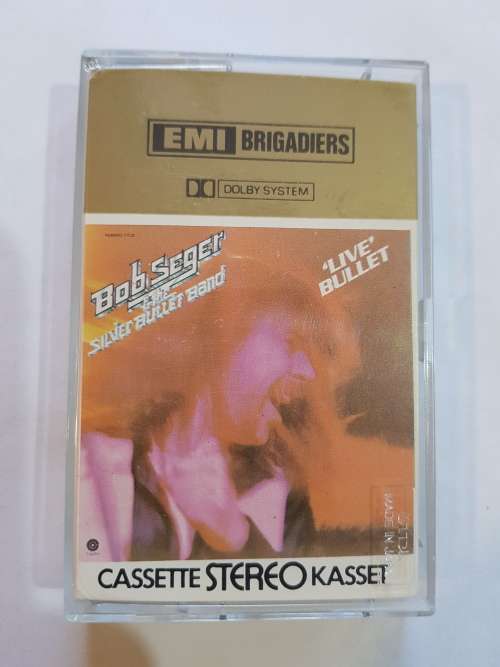 EMI BRIGADIERS
DOLBY SYSTEM
Bob Seger
& the
Silver Bullet Band
'LIVE'
BULLET
CASSETTE STEREO KASSET